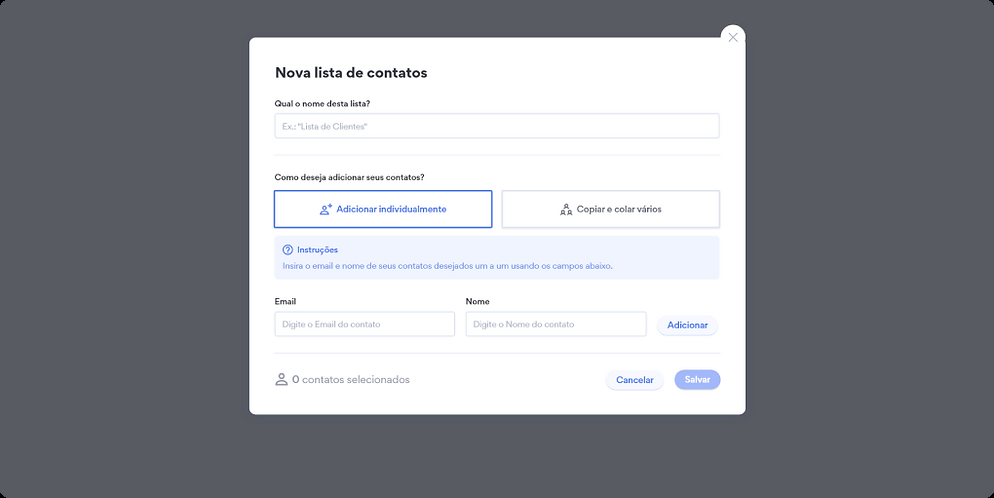 Nova lista de contatos
Qual o nome desta lista?
Ex.: "Lista de Clientes"
Como deseja adicionar seus contatos?
Adicionar individualmente
Copiar e colar vários
Instruções
Insira o email e nome de seus contatos desejados um a um usando os campos abaixo.
Email
Nome
Digite o Email do contato
Digite o Nome do contato
Adicionar
0 contatos selecionados
Cancelar
Salvar